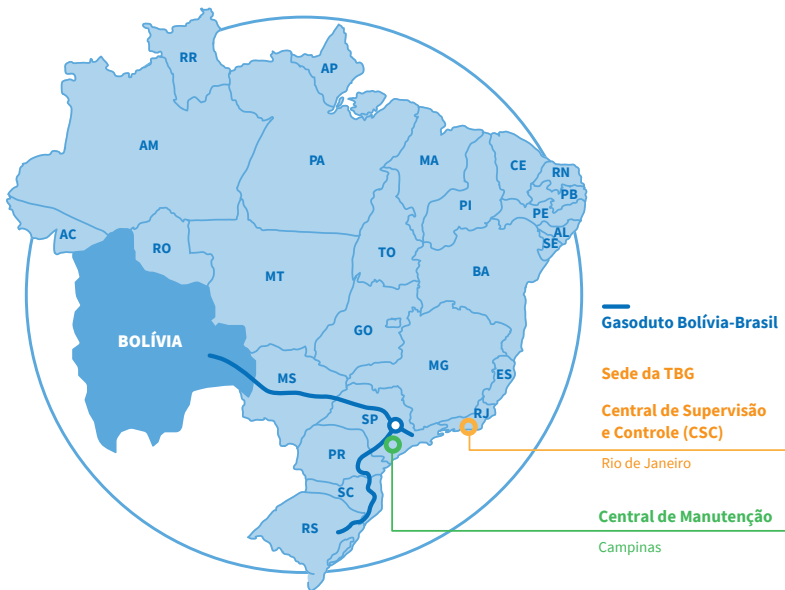 RR
AP
AM
PA
MA
CE
RN
PB
PI
PE
AL
SE
AC
RO
TO
BA
MT
BOLÍVIA
GO
MG
MS
ES
SP
RJ
PR
SC
RS
Gasoduto Bolívia-Brasil
Sede da TBG
Central de Supervisão
e Controle (CSC)
Rio de Janeiro
Central de Manutenção
Campinas